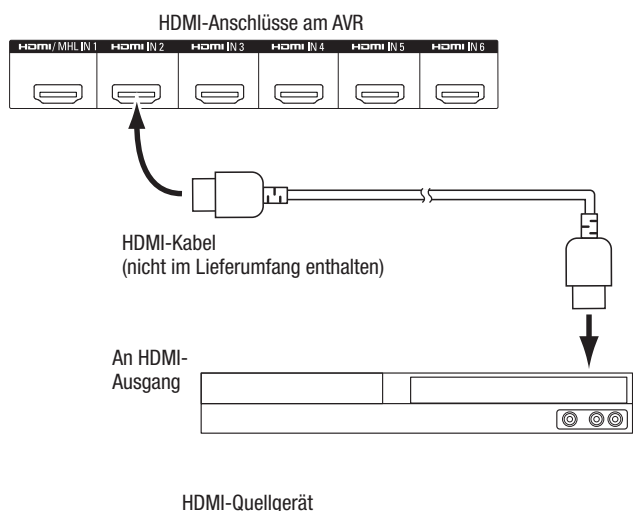 HDMI-Anschlüsse am AVR
HDMI/MHL IN 1 HDMI IN 2 HDMI IN 3 HDMI IN 4 HDMI IN 5 HDMI IN 6
HDMI-Kabel
(nicht im Lieferumfang enthalten)
An HDMI-
Ausgang
HDMI-Quellgerät